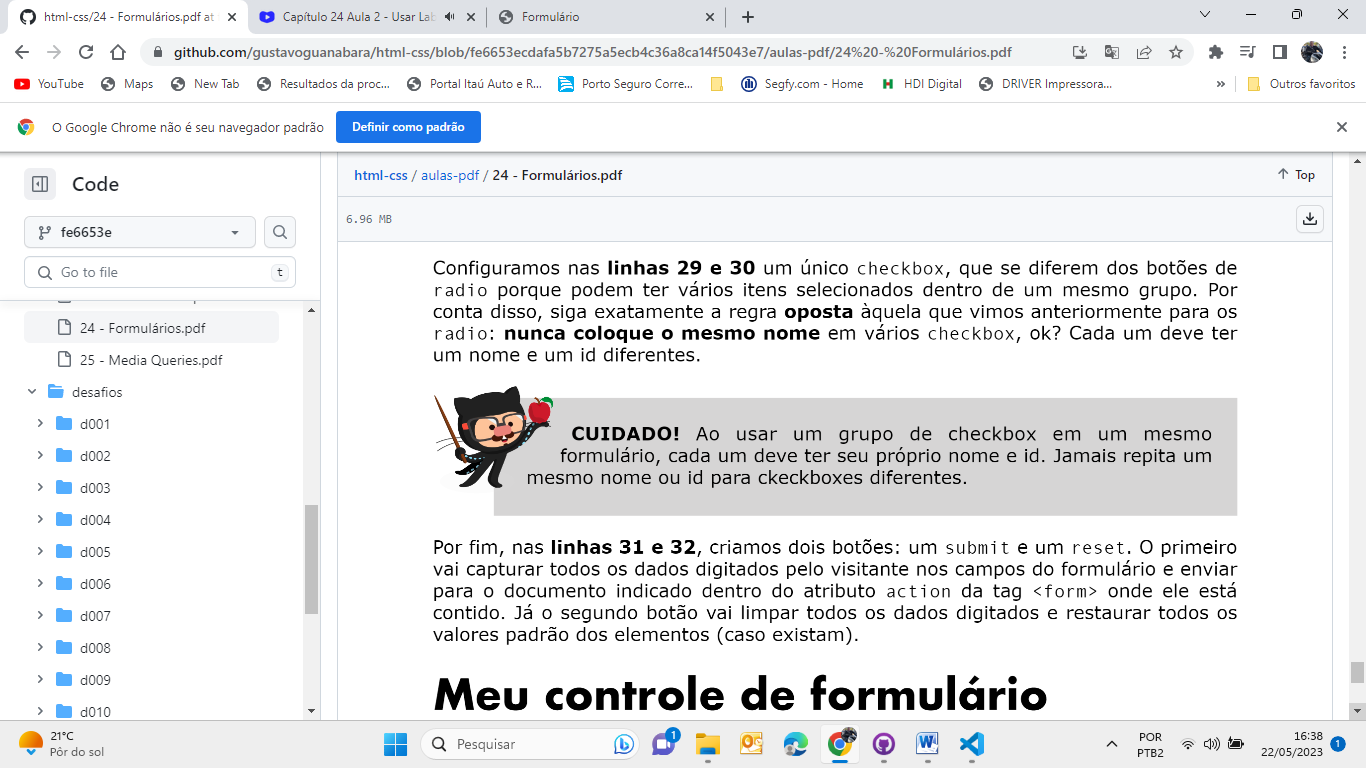 html-css/24 - Formulários.pdf at
Capítulo 24 Aula 2 - Usar Lab
Formulário
github.com/gustavoguanabara/html-css/blob/fe6653ecdafa5b7275a5ecb4c36a8ca14f5043e7/aulas-pdf/24%20-%20Formulários.pdf
YouTube
Maps
New Tab
Resultados da proc...
Portal Itaú Auto e R...
Porto Seguro Corre...
Segfy.com - Home
HDI Digital
DRIVER Impressora...
»
Outros favoritos
O Google Chrome não é seu navegador padrão
Definir como padrão
Code
fe6653e
Go to file
t
24 - Formulários.pdf
25 - Media Queries.pdf
desafios
d001
d002
d003
d004
d005
d006
d007
d008
d009
d010
html-css / aulas-pdf / 24 - Formulários.pdf
Top
6.96 MB
Configuramos nas linhas 29 e 30 um único checkbox, que se diferem dos botões de
radio porque podem ter vários itens selecionados dentro de um mesmo grupo. Por
conta disso, siga exatamente a regra oposta àquela que vimos anteriormente para os
radio: nunca coloque o mesmo nome em vários checkbox, ok? Cada um deve ter
um nome e um id diferentes.
CUIDADO! Ao usar um grupo de checkbox em um mesmo
formulário, cada um deve ter seu próprio nome e id. Jamais repita um
mesmo nome ou id para ckeckboxes diferentes.
Por fim, nas linhas 31 e 32, criamos dois botões: um submit e um reset. O primeiro
vai capturar todos os dados digitados pelo visitante nos campos do formulário e enviar
para o documento indicado dentro do atributo action da tag <form> onde ele está
contido. Já o segundo botão vai limpar todos os dados digitados e restaurar todos os
valores padrão dos elementos (caso existam).
Meu controle de formulário
21°C
Pôr do sol
Pesquisar
1
POR
PTB2
16:38
22/05/2023
1